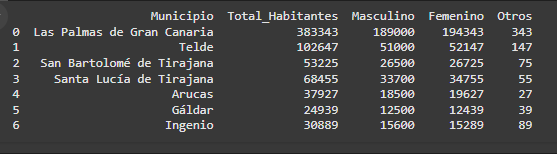 Municipio Total_Habitantes Masculino Femenino Otros
0 Las Palmas de Gran Canaria 383343 189000 194343 343
1 Telde 102647 51000 52147 147
2 San Bartolomé de Tirajana 53225 26500 26725 75
3 Santa Lucía de Tirajana 68455 33700 34755 55
4 Arucas 37927 18500 19627 27
5 Gáldar 24939 12500 12439 39
6 Ingenio 30889 15600 15289 89